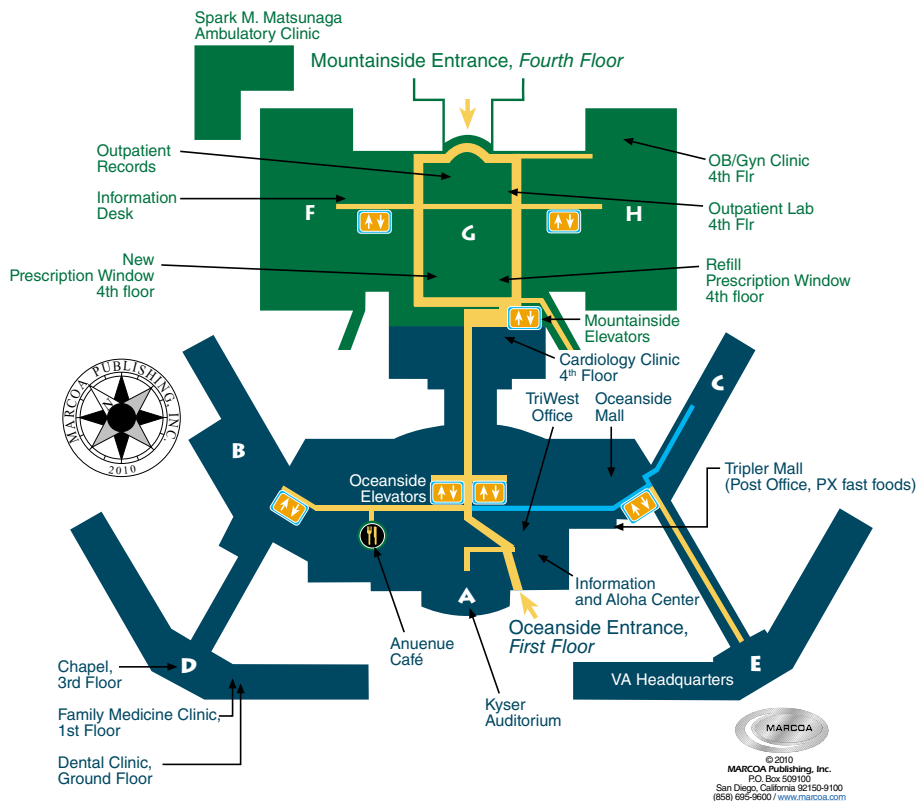 Spark M. Matsunaga
Ambulatory Clinic
Mountainside Entrance, Fourth Floor
Outpatient
Records
OB/Gyn Clinic
4th Flr
Information
Desk
F
G
H
Outpatient Lab
4th Flr
New
Prescription Window
4th floor
Refill
Prescription Window
4th floor
Mountainside
Elevators
Cardiology Clinic
4th Floor
TriWest
Office
Oceanside
Mall
C
MARCOA PUBLISHING, INC.
N
2010
B
Oceanside
Elevators
Tripler Mall
(Post Office, PX fast foods)
A
Information
and Aloha Center
Anuenue
Café
Oceanside Entrance,
First Floor
Kyser
Auditorium
D
E
VA Headquarters
Chapel,
3rd Floor
Family Medicine Clinic,
1st Floor
Dental Clinic,
Ground Floor
MARCOA
© 2010
MARCOA Publishing, Inc.
P.O. Box 509100
San Diego, California 92150-9100
(858) 695-9600 / www.marcoa.com